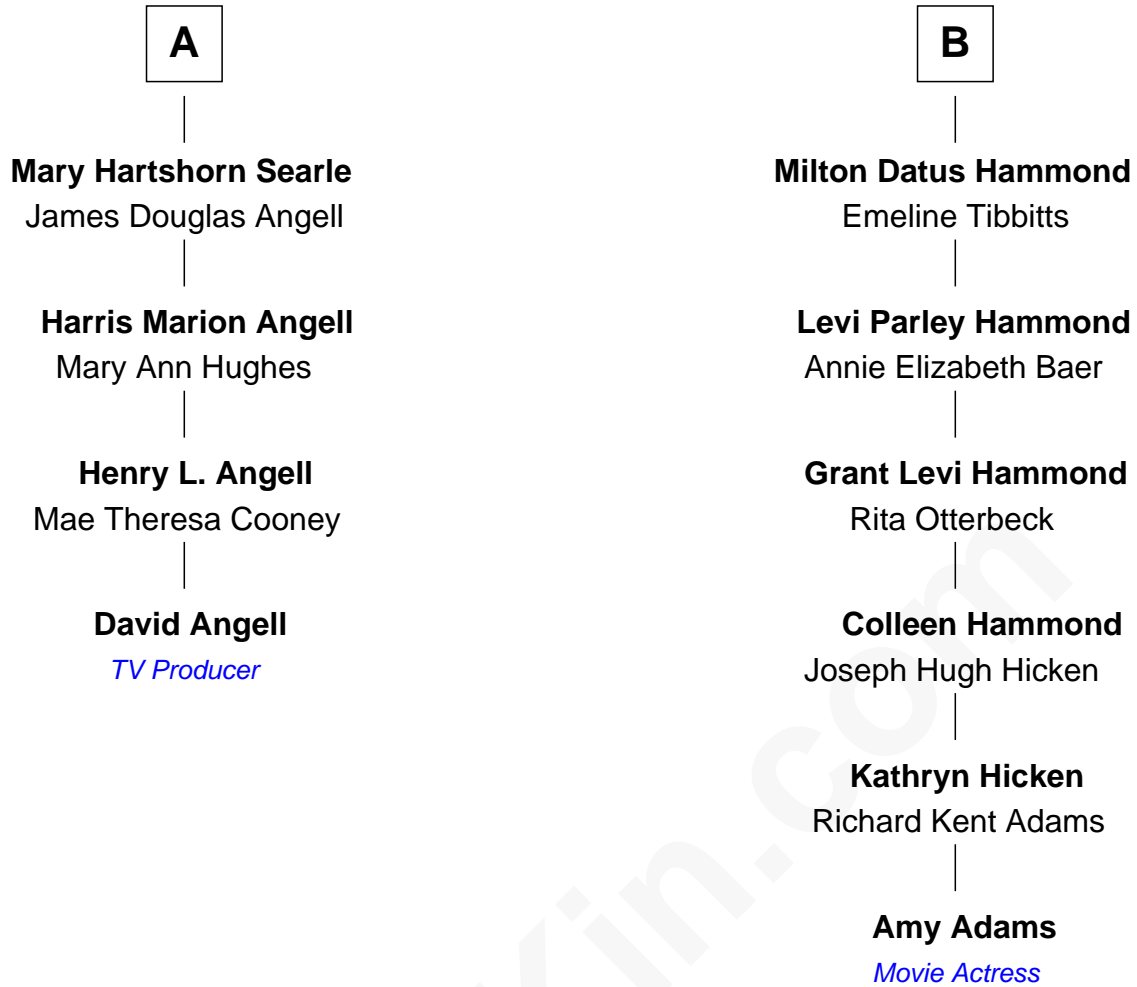 A
Mary Hartshorn Searle
James Douglas Angell
Harris Marion Angell
Mary Ann Hughes
Henry L. Angell
Mae Theresa Cooney
David Angell
TV Producer
B
Milton Datus Hammond
Emeline Tibbitts
Levi Parley Hammond
Annie Elizabeth Baer
Grant Levi Hammond
Rita Otterbeck
Colleen Hammond
Joseph Hugh Hicken
Kathryn Hicken
Richard Kent Adams
Amy Adams
Movie Actress
Kin.com